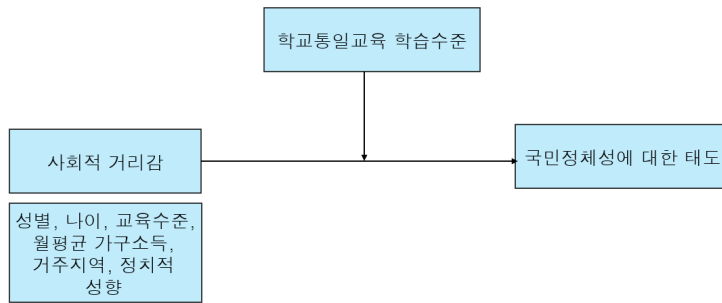 학교통일교육 학습수준
사회적 거리감
국민정체성에 대한 태도
성별, 나이, 교육수준,
월평균 가구소득,
거주지역, 정치적
성향